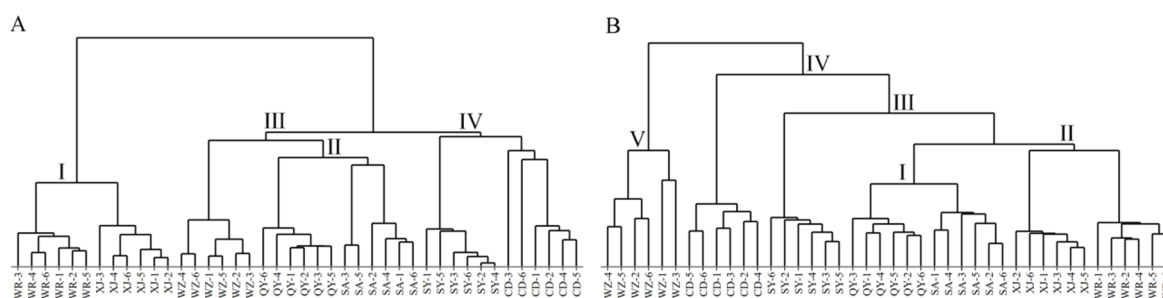 A
III
IV
II
I
WR-3
WR-4
WR-6
WR-1
WR-2
WR-5
XJ-3
XJ-4
XJ-6
XJ-5
XJ-1
XJ-2
WZ-4
WZ-6
WZ-1
WZ-5
WZ-2
WZ-3
QY-6
QY-4
QY-1
QY-2
QY-3
QY-5
SA-3
SA-5
SA-2
SA-4
SA-1
SA-6
SY-1
SY-5
SY-3
SY-6
SY-2
SY-4
CD-3
CD-6
CD-1
CD-2
CD-4
CD-5
B
IV
III
V
II
I
WZ-4
WZ-5
WZ-2
WZ-6
WZ-1
WZ-3
CD-5
CD-6
CD-1
CD-3
CD-2
CD-4
SY-6
SY-2
SY-1
SY-4
SY-3
SY-5
QY-3
QY-1
QY-4
QY-5
QY-2
QY-6
SA-1
SA-4
SA-3
SA-5
SA-2
SA-6
XJ-2
XJ-6
XJ-1
XJ-3
XJ-4
XJ-5
WR-1
WR-3
WR-2
WR-4
WR-5